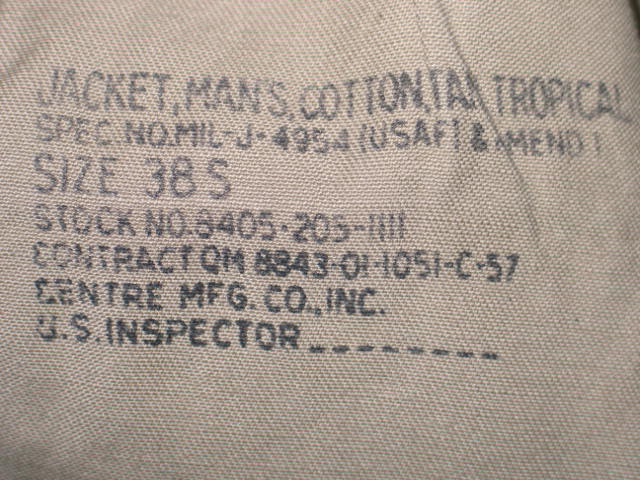 JACKET, MAN'S, COTTON, TAN TROPICAL
SPEC. NO. MIL-J-4954 (USAF) & AMEND 1
SIZE 38 S
STOCK NO. 8405-205-1111
CONTRACT QM 8843-01-1051-C-57
CENTRE MFG. CO., INC.
U.S. INSPECTOR_ _ _ _ _ _ _ _